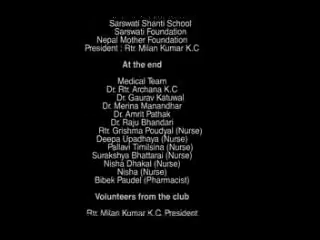 Sarswati Shanti School
Sarswati Foundation
Nepal Mother Foundation
President : Rtr. Milan Kumar K.C
At the end
Medical Team
Dr. Rtr. Archana K.C
Dr. Gaurav Katuwal
Dr. Merina Manandhar
Dr. Amrit Pathak
Dr. Raju Bhandari
Rtr. Grishma Poudyal (Nurse)
Deepa Upadhaya (Nurse)
Pallavi Timilsina (Nurse)
Surakshya Bhattarai (Nurse)
Nisha Dhakal (Nurse)
Nisha (Nurse)
Bibek Paudel (Pharmacist)
Volunteers from the club
Rtr. Milan Kumar K.C. President